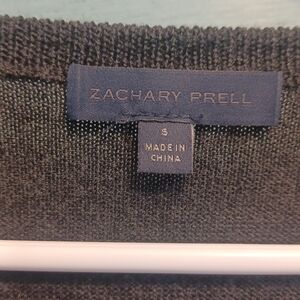 ZACHARY PRELL
S
MADE IN
CHINA